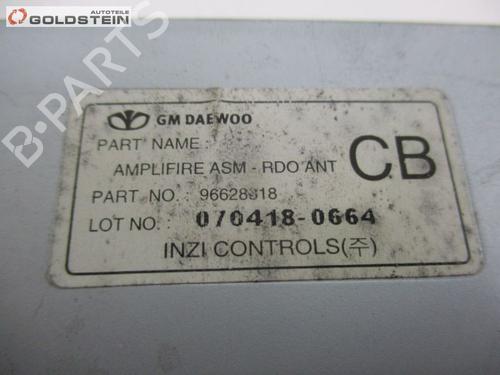 AUTOTEILE
GOLDSTEIN
B-PARTS
GM DAEWOO
PART NAME :
AMPLIFIRE ASM - RDO ANT
CB
PART NO. : 96628318
LOT NO. : 070418-0664
INZI CONTROLS(주)